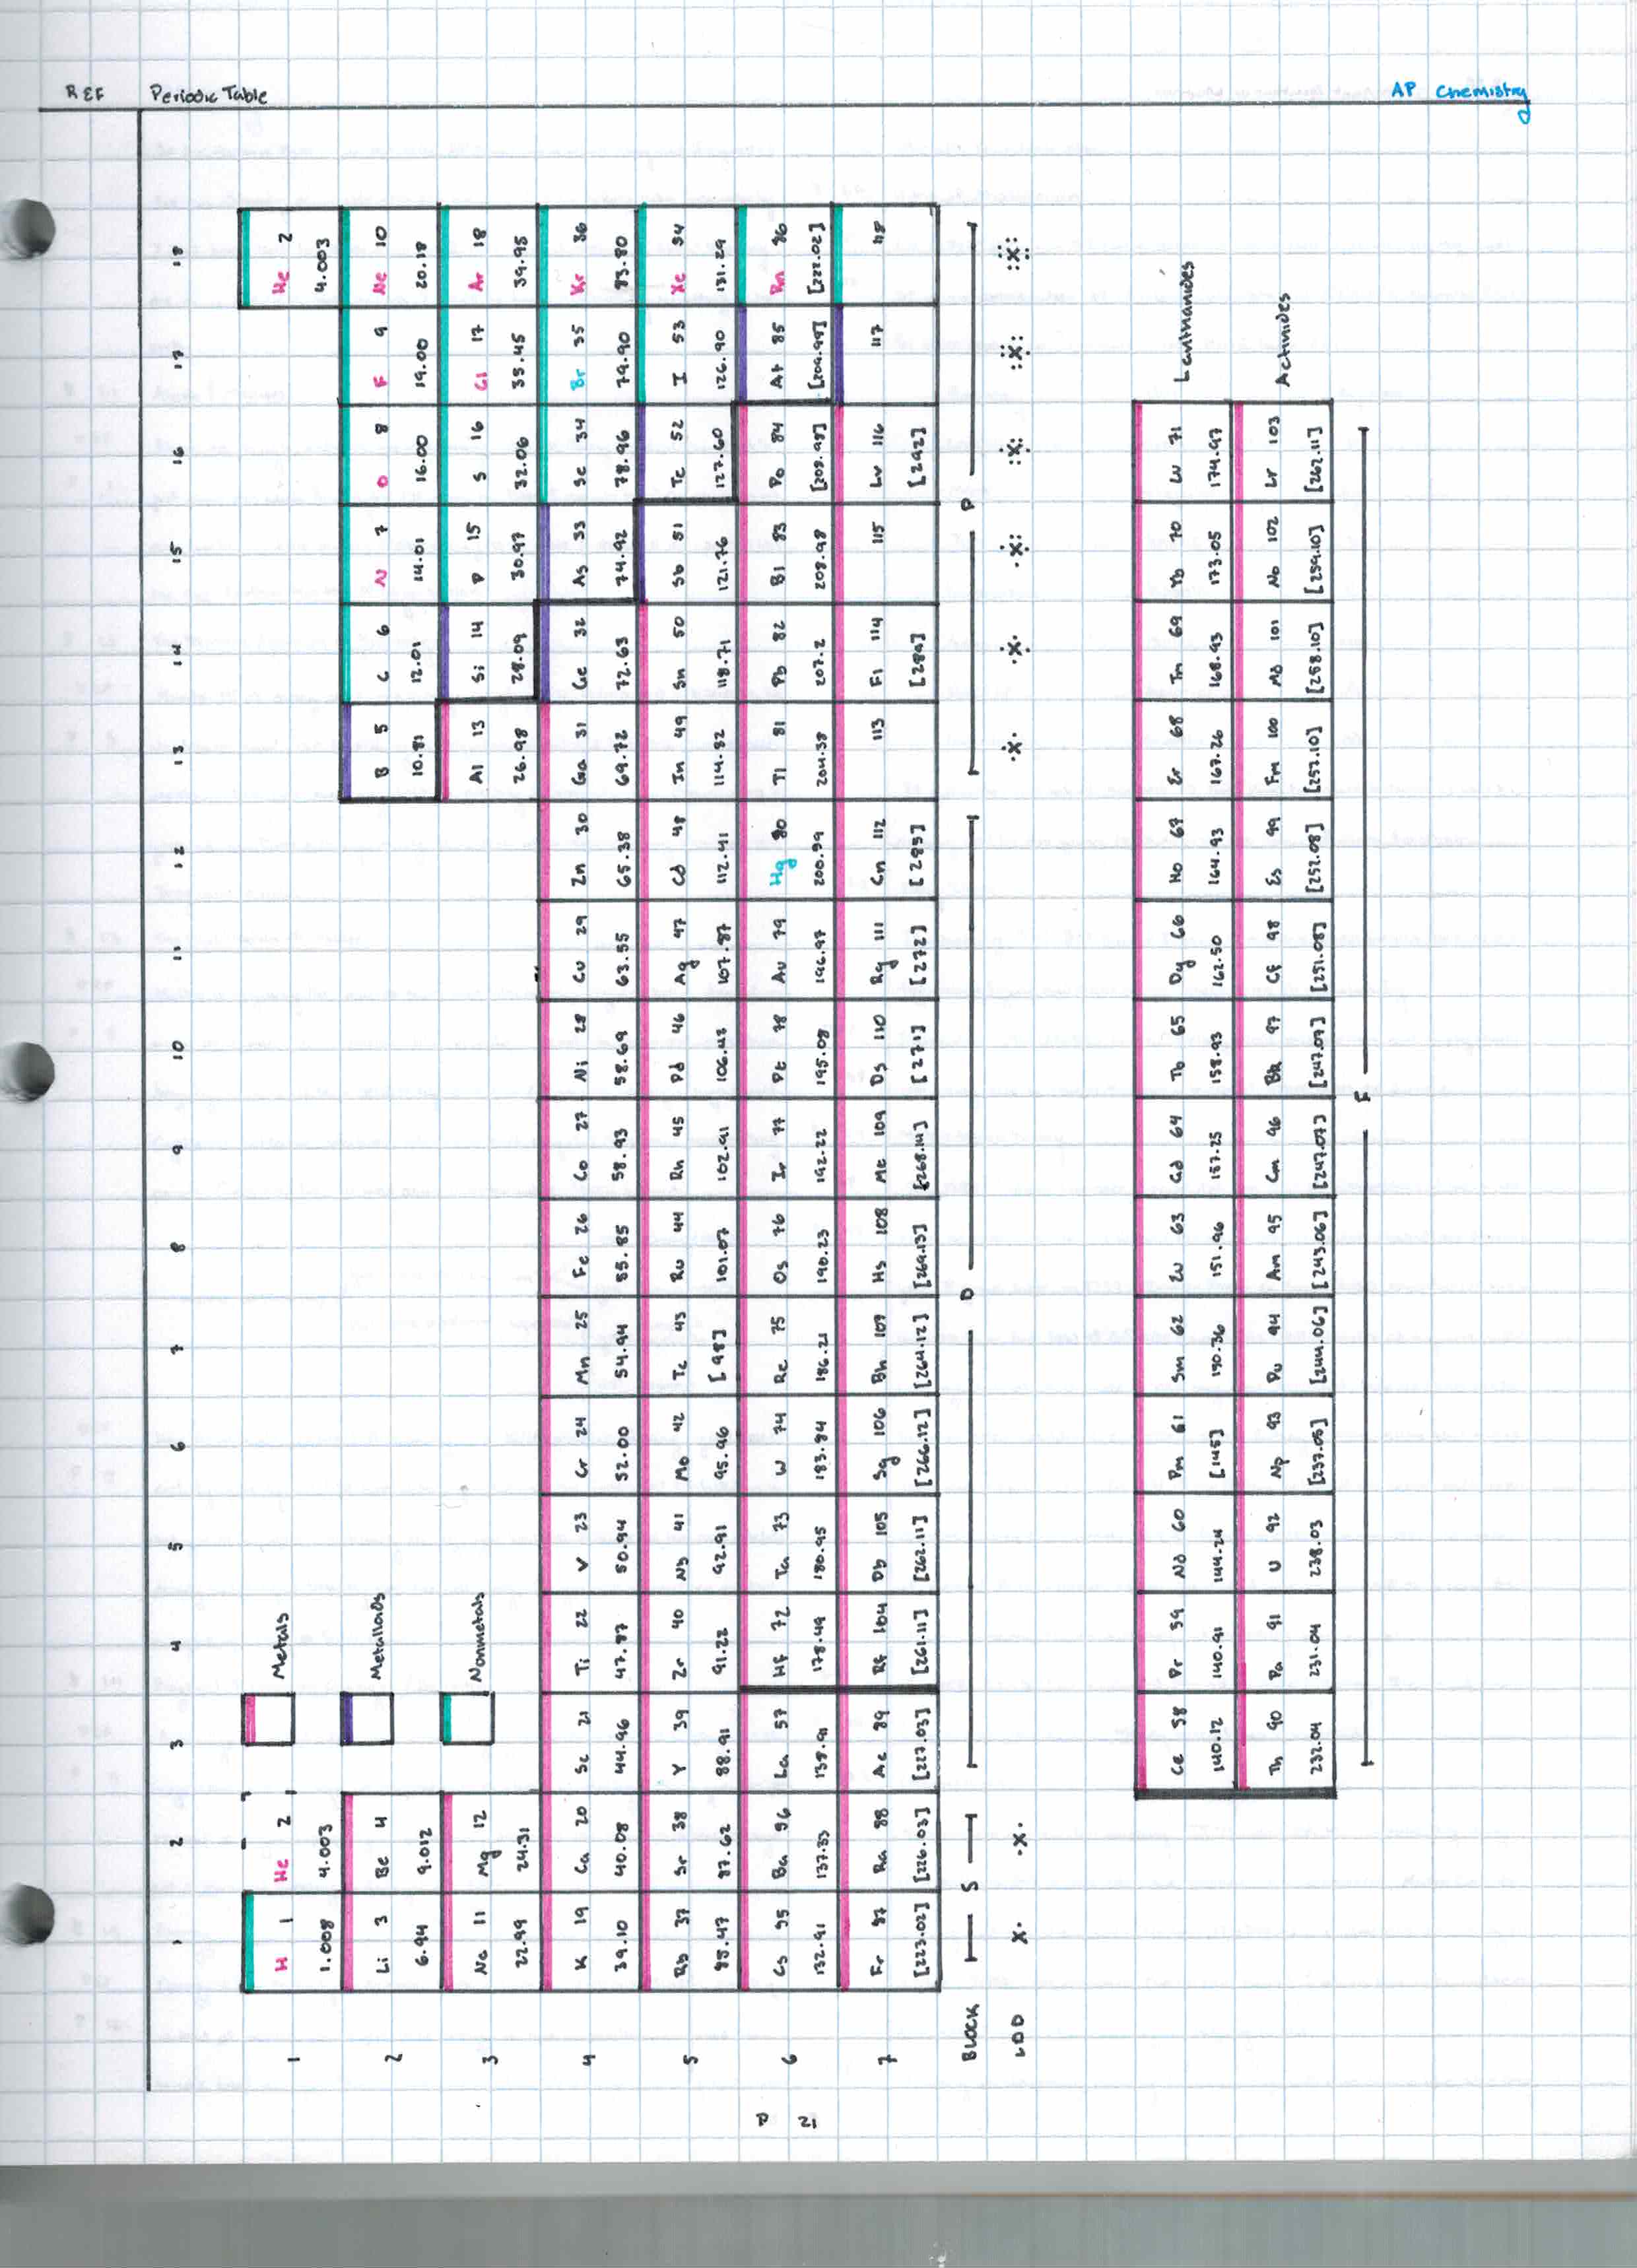 REF Periodic Table AP Chemistry
1 2 3 4 5 6 7 8 9 10 11 12 13 14 15 16 17 18
Metals
Metalloids
Nonmetals
1
H 1 He 2 He 2
1.008 4.003 4.003
2
Li 3 Be 4 B 5 C 6 N 7 O 8 F 9 Ne 10
6.94 9.012 10.81 12.01 14.01 16.00 19.00 20.18
3
Na 11 Mg 12 Al 13 Si 14 P 15 S 16 Cl 17 Ar 18
22.99 24.31 26.98 28.09 30.97 32.06 35.45 39.95
4
K 19 Ca 20 Sc 21 Ti 22 V 23 Cr 24 Mn 25 Fe 26 Co 27 Ni 28 Cu 29 Zn 30 Ga 31 Ge 32 As 33 Se 34 Br 35 Kr 36
39.10 40.08 44.96 47.87 50.94 52.00 54.94 55.85 58.93 58.69 63.55 65.38 69.72 72.63 74.92 78.96 79.90 83.80
5
Rb 37 Sr 38 Y 39 Zr 40 Nb 41 Mo 42 Tc 43 Ru 44 Rh 45 Pd 46 Ag 47 Cd 48 In 49 Sn 50 Sb 51 Te 52 I 53 Xe 54
85.47 87.62 88.91 91.22 92.91 95.96 [98] 101.07 102.91 106.42 107.87 112.41 114.82 118.71 121.76 127.60 126.90 131.29
6
Cs 55 Ba 56 La 57 Hf 72 Ta 73 W 74 Re 75 Os 76 Ir 77 Pt 78 Au 79 Hg 80 Tl 81 Pb 82 Bi 83 Po 84 At 85 Rn 86
132.91 137.33 138.91 178.49 180.95 183.84 186.21 190.23 192.22 195.08 196.97 200.59 204.38 207.2 208.98 [208.98] [209.99] [222.02]
7
Fr 87 Ra 88 Ac 89 Rf 104 Db 105 Sg 106 Bh 107 Hs 108 Mt 109 Ds 110 Rg 111 Cn 112 113 Fl 114 115 Lv 116 117 118
[223.02] [226.03] [227.03] [261.11] [262.11] [266.12] [264.12] [269.13] [268.14] [271] [272] [285] [289] [292]
BLOCK S D P
LDD X· ·X· ·Ẋ· ·Ẋ· ·Ẋ: :Ẋ: :Ẍ: :Ẍ:
Ce 58 Pr 59 Nd 60 Pm 61 Sm 62 Eu 63 Gd 64 Tb 65 Dy 66 Ho 67 Er 68 Tm 69 Yb 70 Lu 71 Lanthanides
140.12 140.91 144.24 [145] 150.36 151.96 157.25 158.93 162.50 164.93 167.26 168.93 173.05 174.97
Th 90 Pa 91 U 92 Np 93 Pu 94 Am 95 Cm 96 Bk 97 Cf 98 Es 99 Fm 100 Md 101 No 102 Lr 103 Actinides
232.04 231.04 238.03 [237.05] [244.06] [243.06] [247.07] [247.07] [251.08] [252.08] [257.10] [258.10] [259.10] [262.11]
F